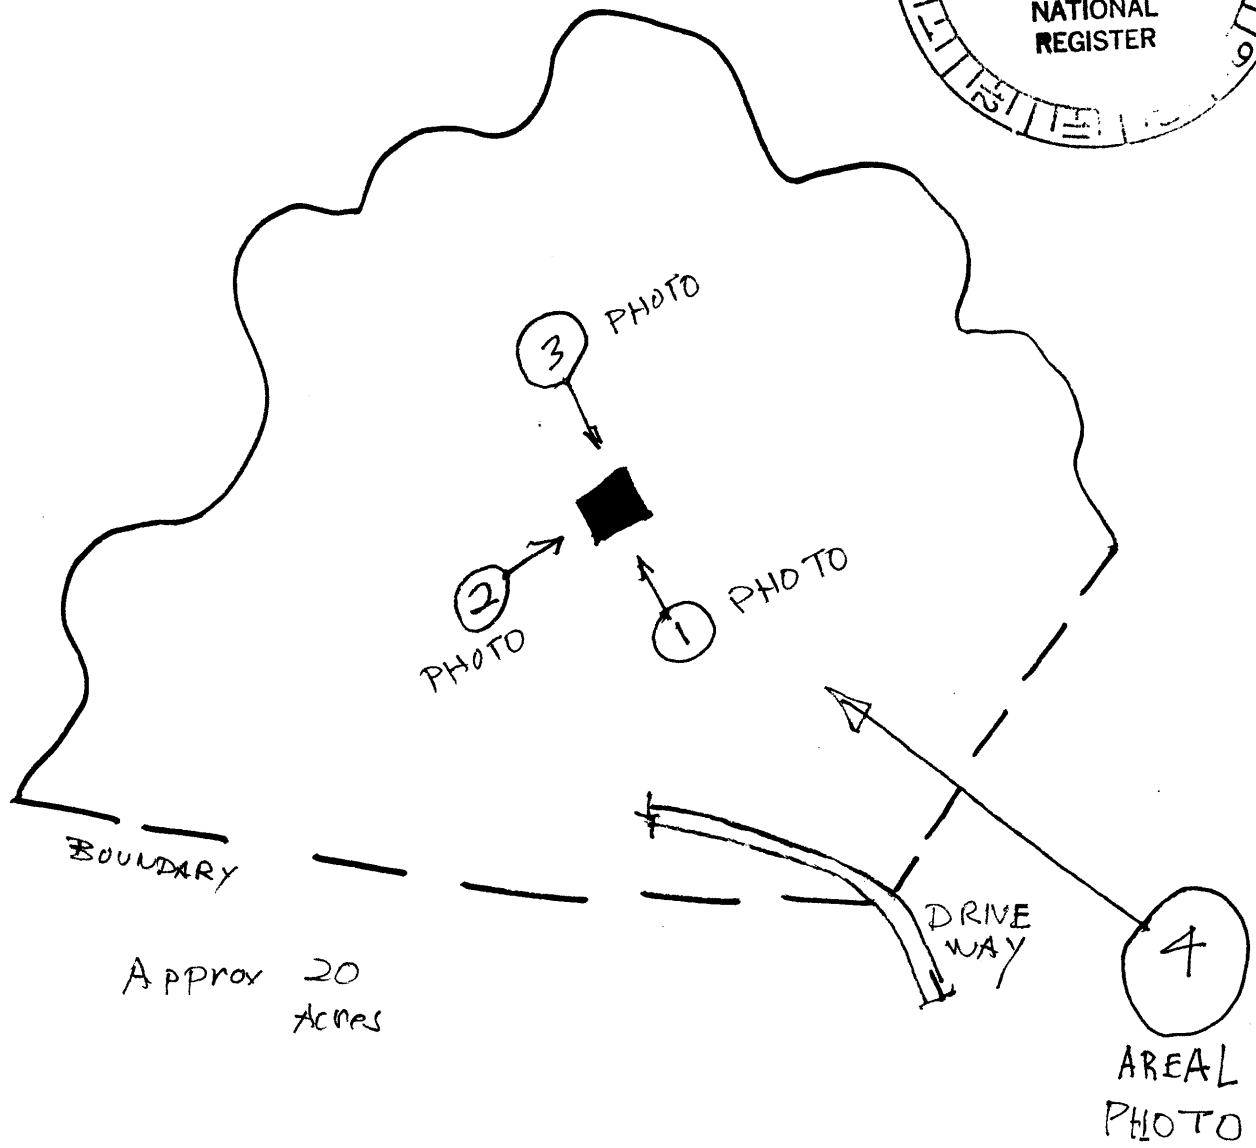 NATIONAL
REGISTER
3 PHOTO
2
PHOTO
1 PHOTO
BOUNDARY
DRIVE
WAY
Approx 20
Acres
4
AREAL
PHOTO